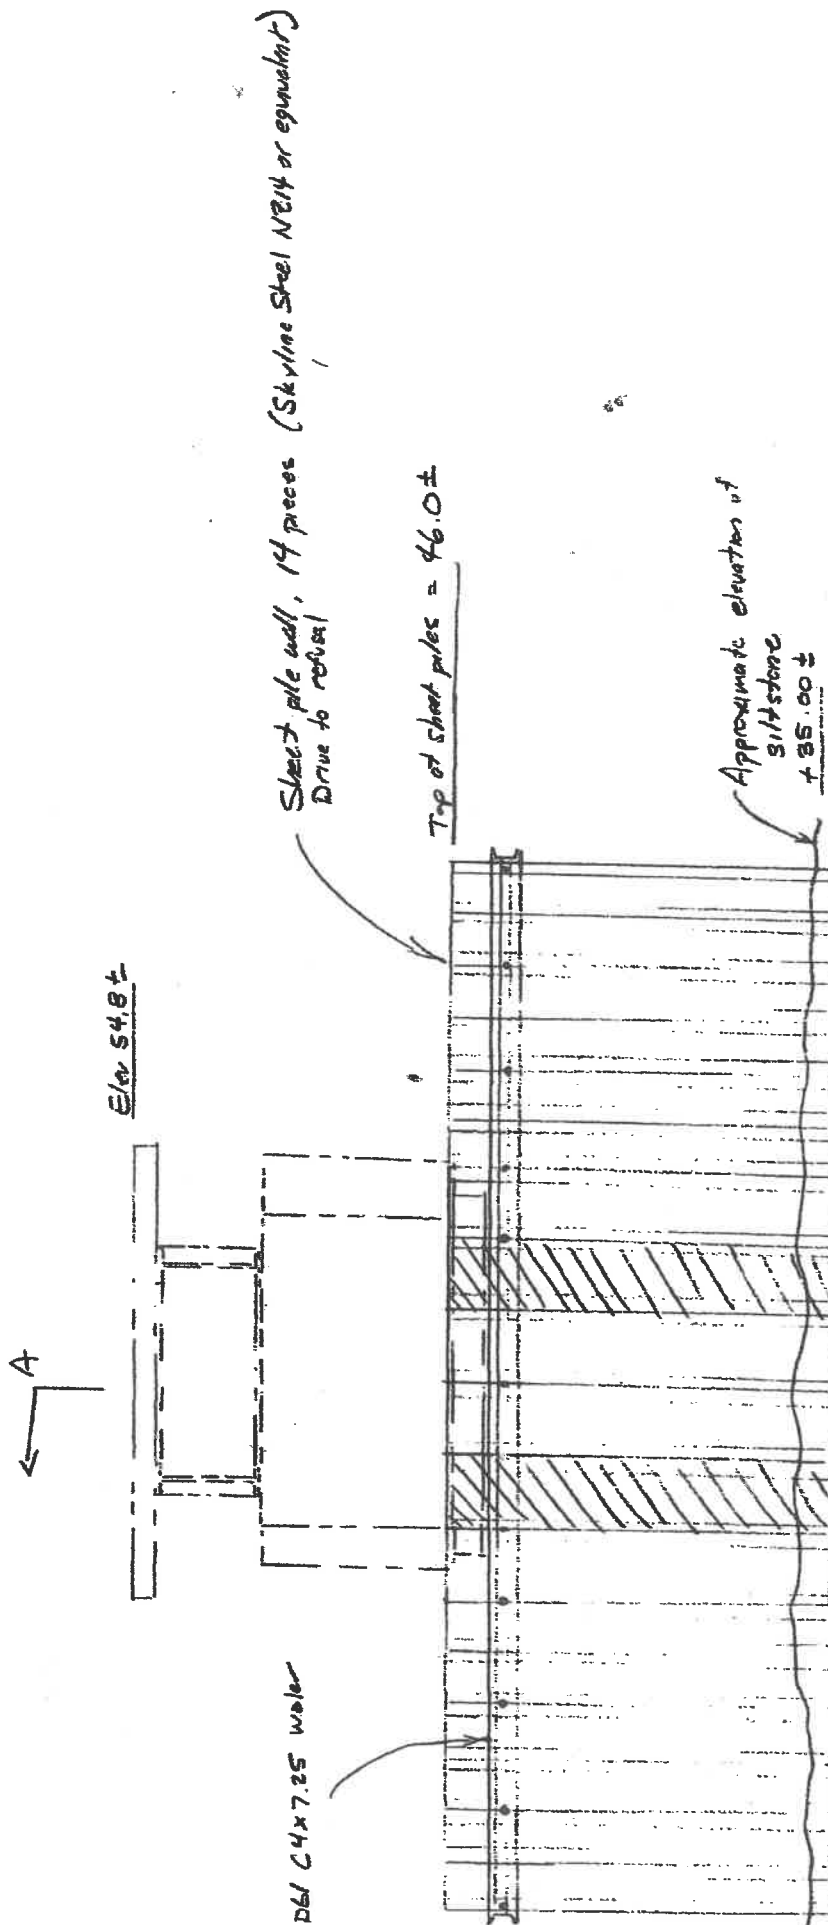 A
Elev 54.8±
Sheet pile wall, 14 pieces (Skyline Steel NZ14 or equivalent)
Drive to refusal
Top of sheet piles = 46.0±
Dbl C4x7.25 waler
Approximate elevation of
siltstone
+35.00±